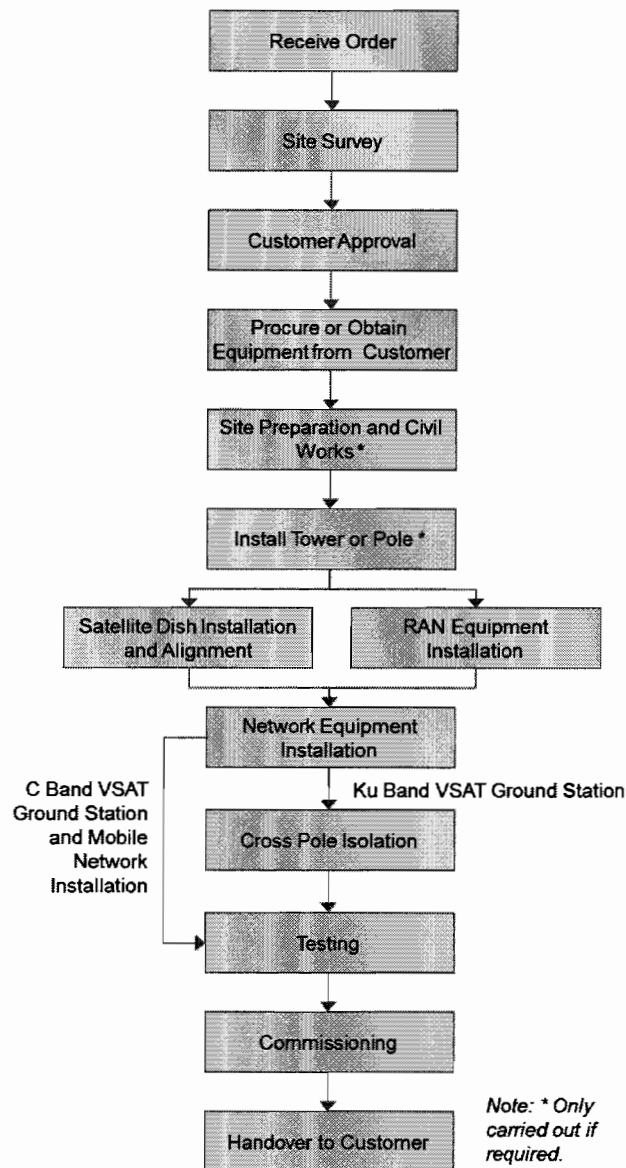 Receive Order
Site Survey
Customer Approval
Procure or Obtain
Equipment from Customer
Site Preparation and Civil
Works *
Install Tower or Pole *
Satellite Dish Installation
and Alignment
RAN Equipment
Installation
Network Equipment
Installation
C Band VSAT
Ground Station
and Mobile
Network
Installation
Ku Band VSAT Ground Station
Cross Pole Isolation
Testing
Commissioning
Handover to Customer
Note: * Only
carried out if
required.